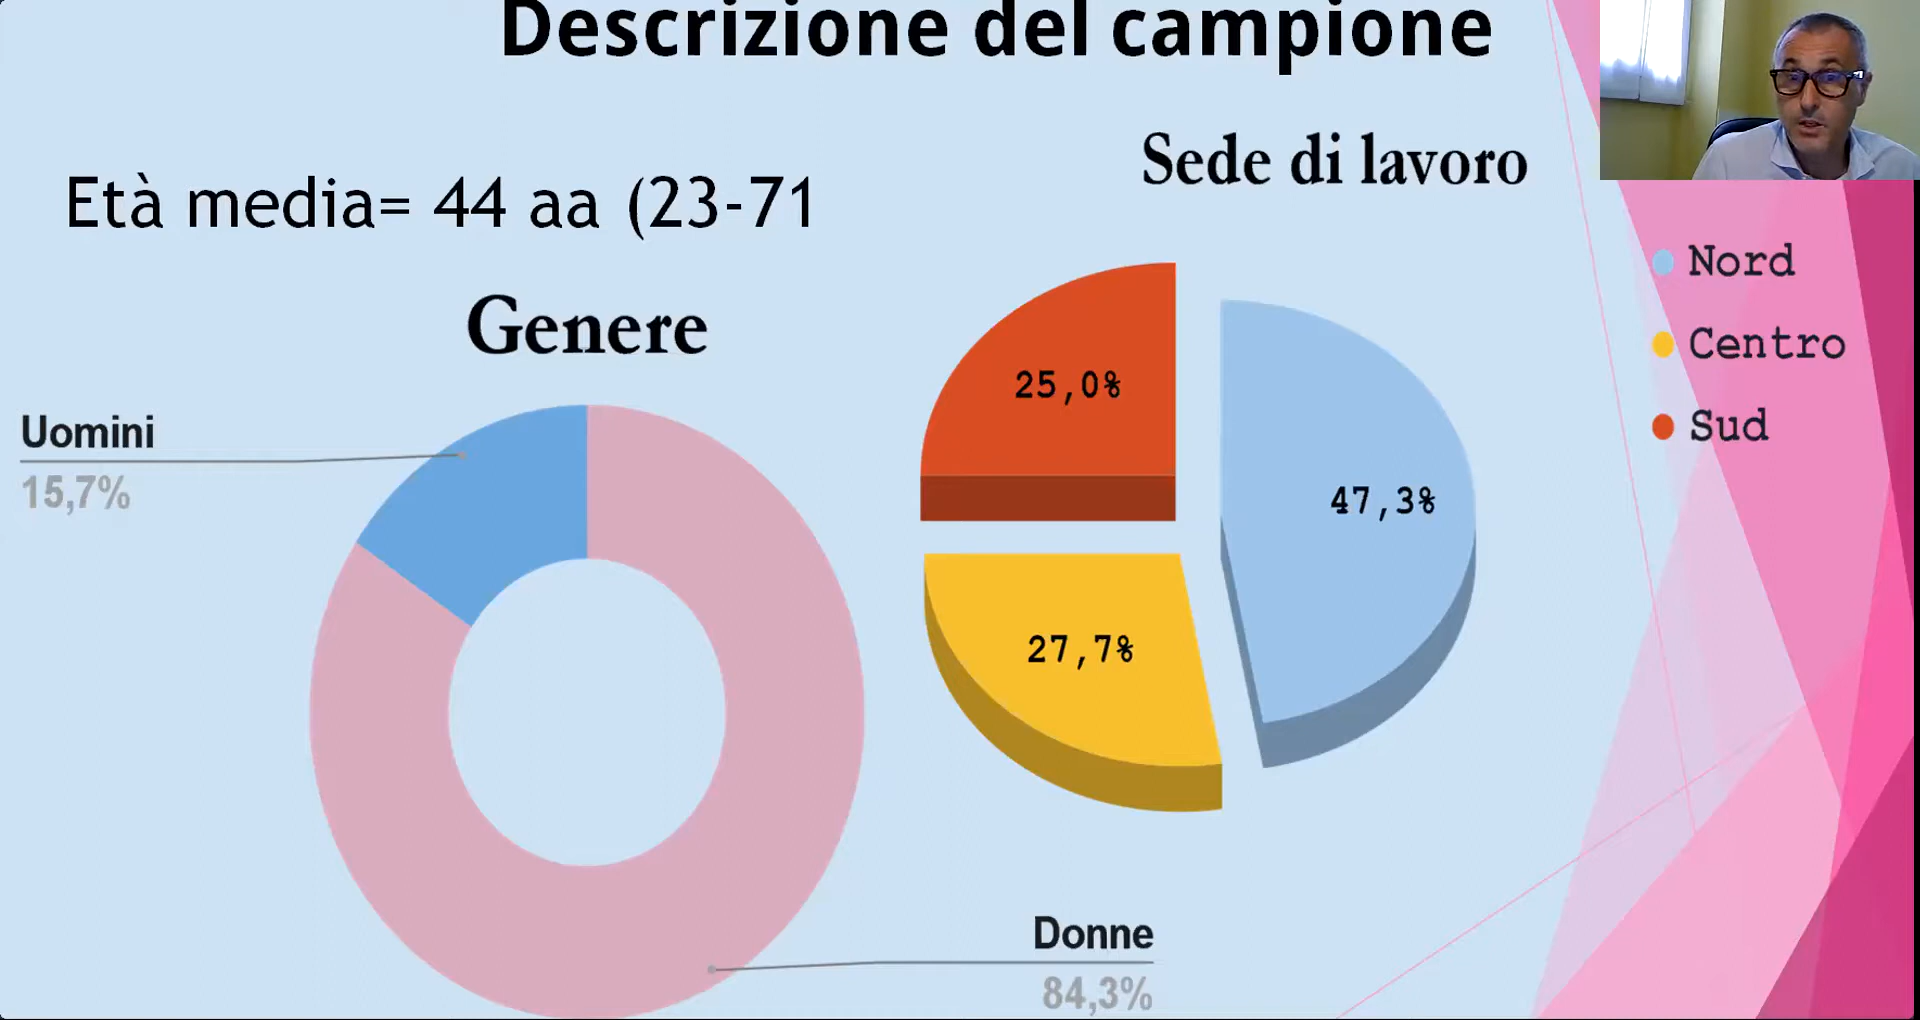 Descrizione del campione
Età media= 44 aa (23-71
Sede di lavoro
Nord
Centro
Sud
25,0%
47,3%
27,7%
Genere
Uomini
15,7%
Donne
84,3%